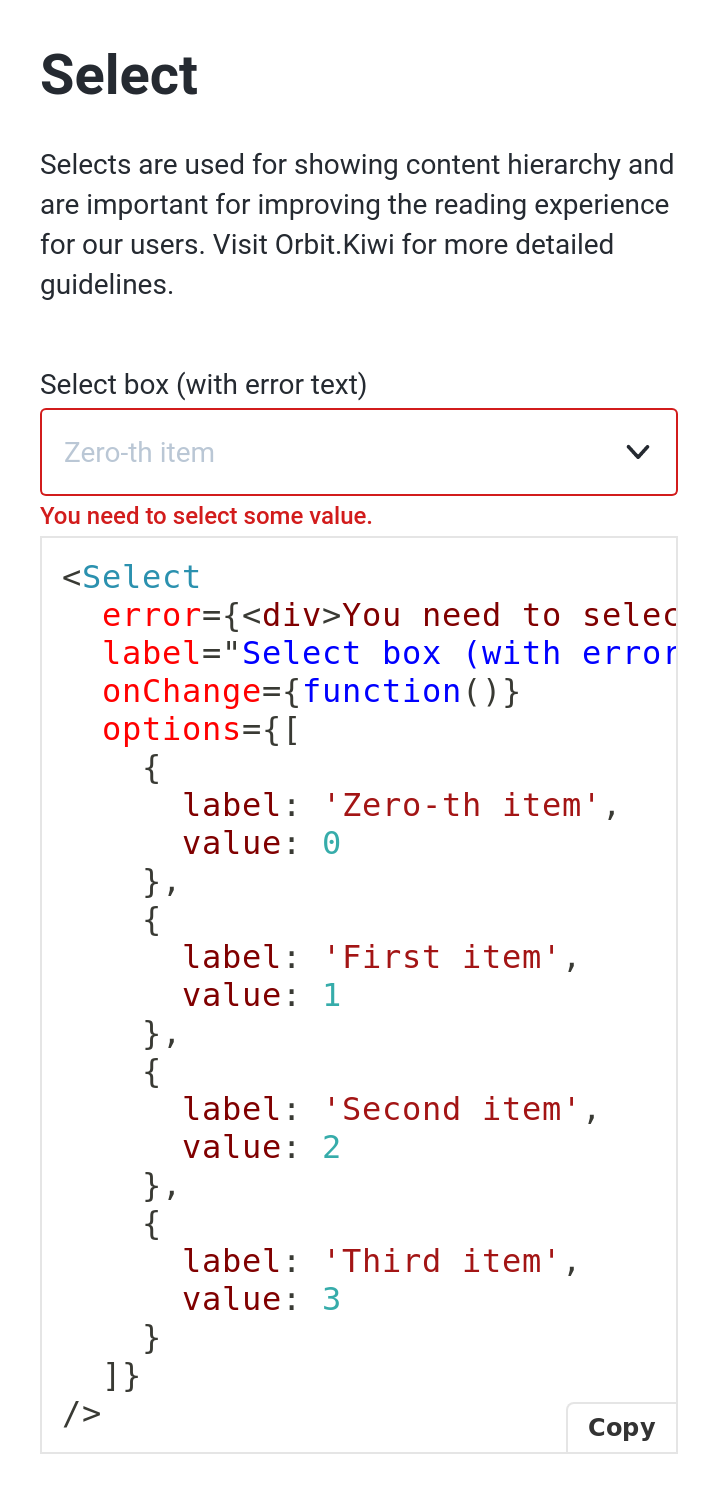 Select
Selects are used for showing content hierarchy and
are important for improving the reading experience
for our users. Visit Orbit.Kiwi for more detailed
guidelines.
Select box (with error text)
Zero-th item
You need to select some value.
<Select
  error={<div>You need to selec
  label="Select box (with error
  onChange={function()}
  options={[
    {
      label: 'Zero-th item',
      value: 0
    },
    {
      label: 'First item',
      value: 1
    },
    {
      label: 'Second item',
      value: 2
    },
    {
      label: 'Third item',
      value: 3
    }
  ]}
/>
Copy